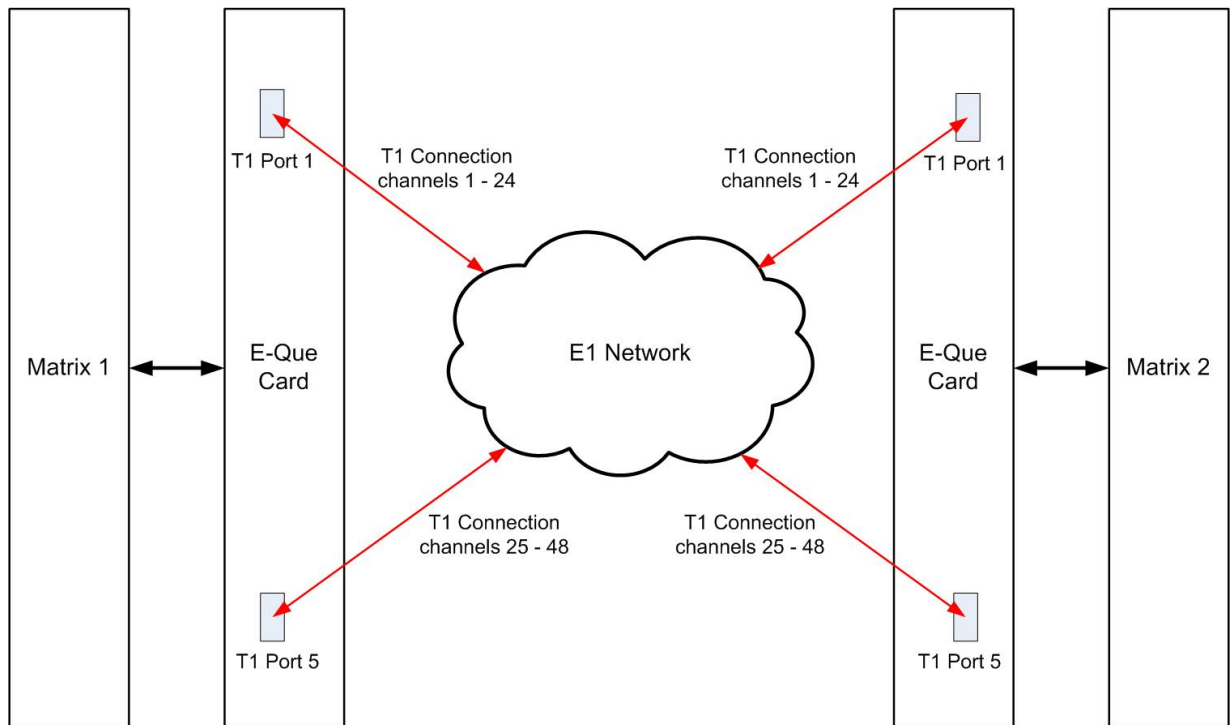 T1 Port 1
T1 Connection
channels 1 - 24
T1 Connection
channels 1 - 24
T1 Port 1
Matrix 1
E-Que
Card
E1 Network
E-Que
Card
Matrix 2
T1 Connection
channels 25 - 48
T1 Connection
channels 25 - 48
T1 Port 5
T1 Port 5